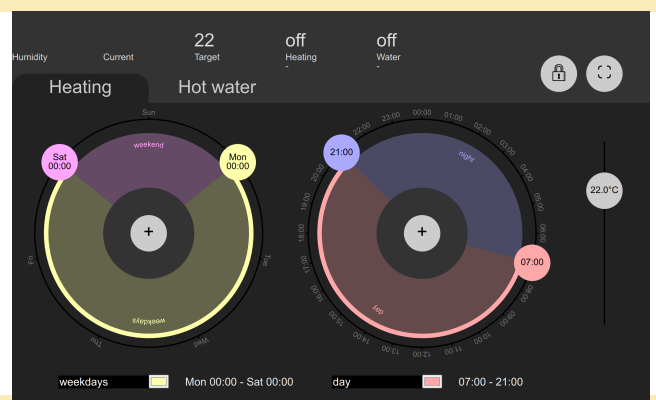 22
off
off
Humidity
Current
Target
Heating
Water
-
-
Heating
Hot water
Sun
weekend
Sat
00:00
Mon
00:00
+
Tue
Wed
Thu
Fri
weekdays
00:00
01:00
02:00
03:00
04:00
05:00
06:00
07:00
08:00
09:00
10:00
11:00
12:00
13:00
14:00
15:00
16:00
17:00
18:00
19:00
20:00
21:00
22:00
23:00
night
day
+
22.0°C
weekdays
Mon 00:00 - Sat 00:00
day
07:00 - 21:00